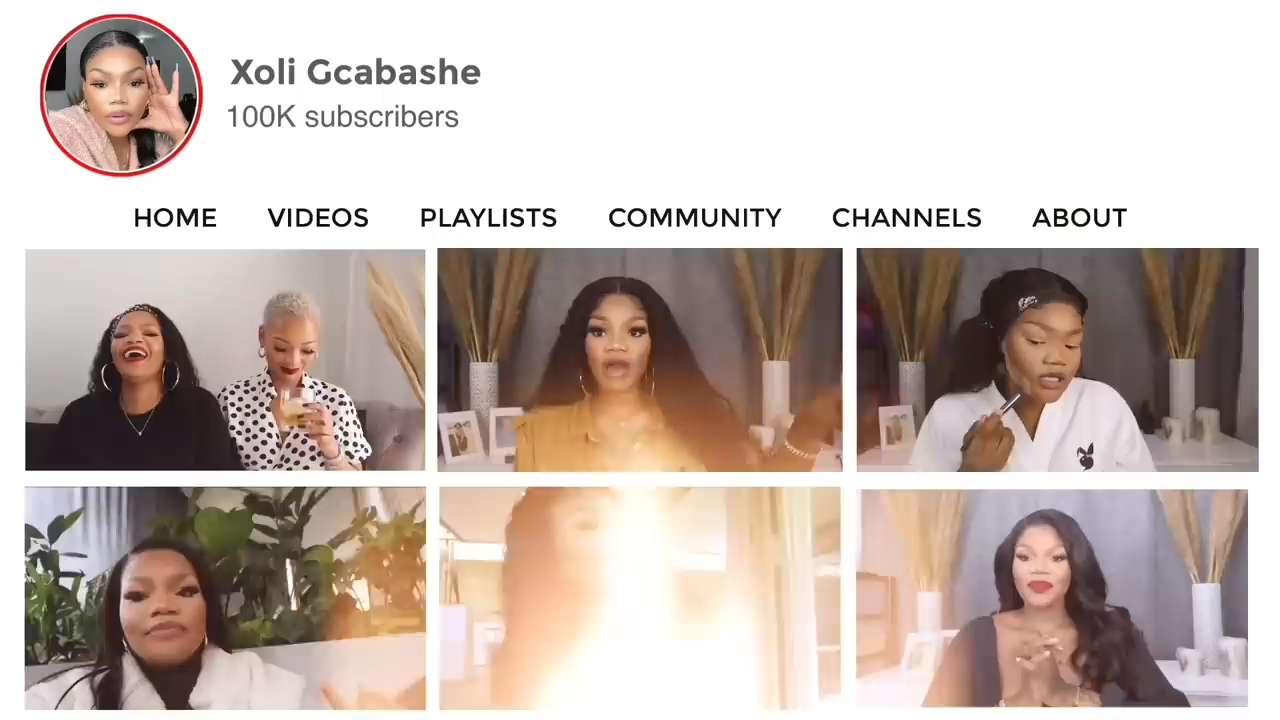 Xoli Gcabashe
100K subscribers
HOME VIDEOS PLAYLISTS COMMUNITY CHANNELS ABOUT